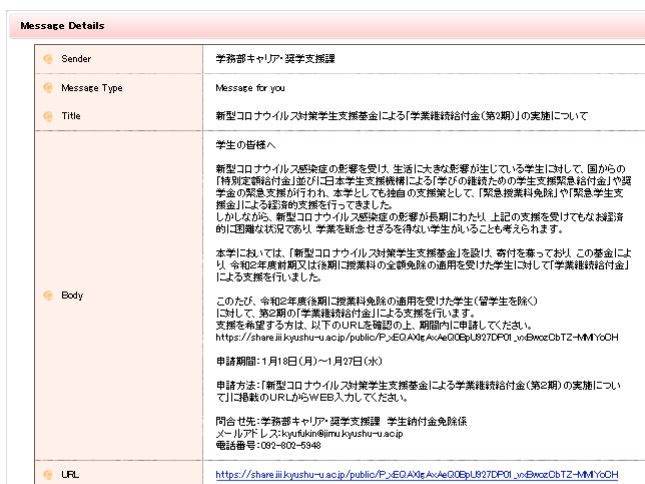 Message Details
Sender 学務部キャリア・奨学支援課
Message Type Message for you
Title 新型コロナウイルス対策学生支援基金による「学業継続給付金(第2期)」の実施について
Body
学生の皆様へ
新型コロナウイルス感染症の影響を受け、生活に大きな影響が生じている学生に対して、国からの
「特別定額給付金」並びに日本学生支援機構による「学びの継続ための学生支援緊急給付金」や奨
学金の緊急支援が行われ、本学としても独自の支援策として、「緊急授業料免除」や「緊急学生支
援金」による経済的支援を行ってきました。
しかしながら、新型コロナウイルス感染症の影響が長期にわたり、上記の支援を受けてもなお経済
的に困難な状況であり、学業を断念せざるを得ない学生がいることも考えられます。
本学においては、「新型コロナウイルス対策学生支援基金」を設け、寄付を募っており、この基金によ
り、令和2年度前期又は後期に授業料の全額免除の適用を受けた学生に対して「学業継続給付金」
による支援を行いました。
このたび、令和2年度後期に授業料免除の適用を受けた学生(留学生を除く)
に対して、第2期の「学業継続給付金」による支援を行います。
支援を希望する方は、以下のURLを確認の上、期間内に申請してください。
https://share.iii.kyushu-u.ac.jp/public/P_xEQAXIgAxAeQ0BpU927DP01_vxBwozCbTZ-MMlYoCH
申請期間:1月18日(月)~1月27日(水)
申請方法:「新型コロナウイルス対策学生支援基金による学業継続給付金(第2期)の実施につい
て」に掲載のURLからWEB入力してください。
問合せ先:学務部キャリア・奨学支援課 学生納付金免除係
メールアドレス:kyufukin@jimu.kyushu-u.ac.jp
電話番号:092-802-5948
URL https://share.iii.kyushu-u.ac.jp/public/P_xEQAXIgAxAeQ0BpU927DP01_vxBwozCbTZ-MMlYoCH